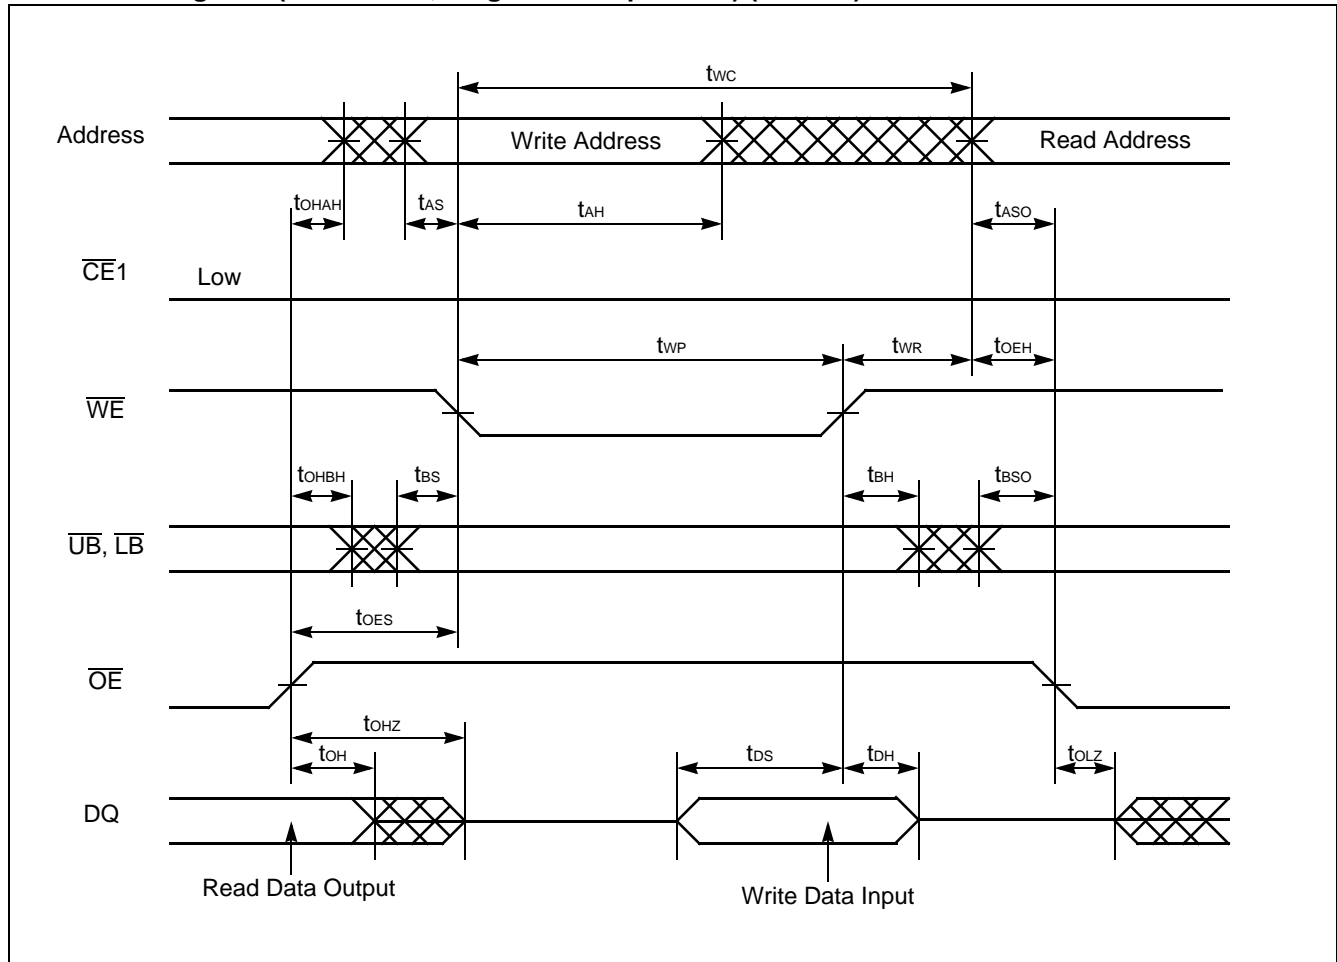 tWC
Address
Write Address
Read Address
tOHAH
tAS
tAH
tASO
CE1
Low
tWP
tWR
tOEH
WE
tOHBH
tBS
tBH
tBSO
UB, LB
tOES
OE
tOHZ
tOH
tDS
tDH
tOLZ
DQ
Read Data Output
Write Data Input